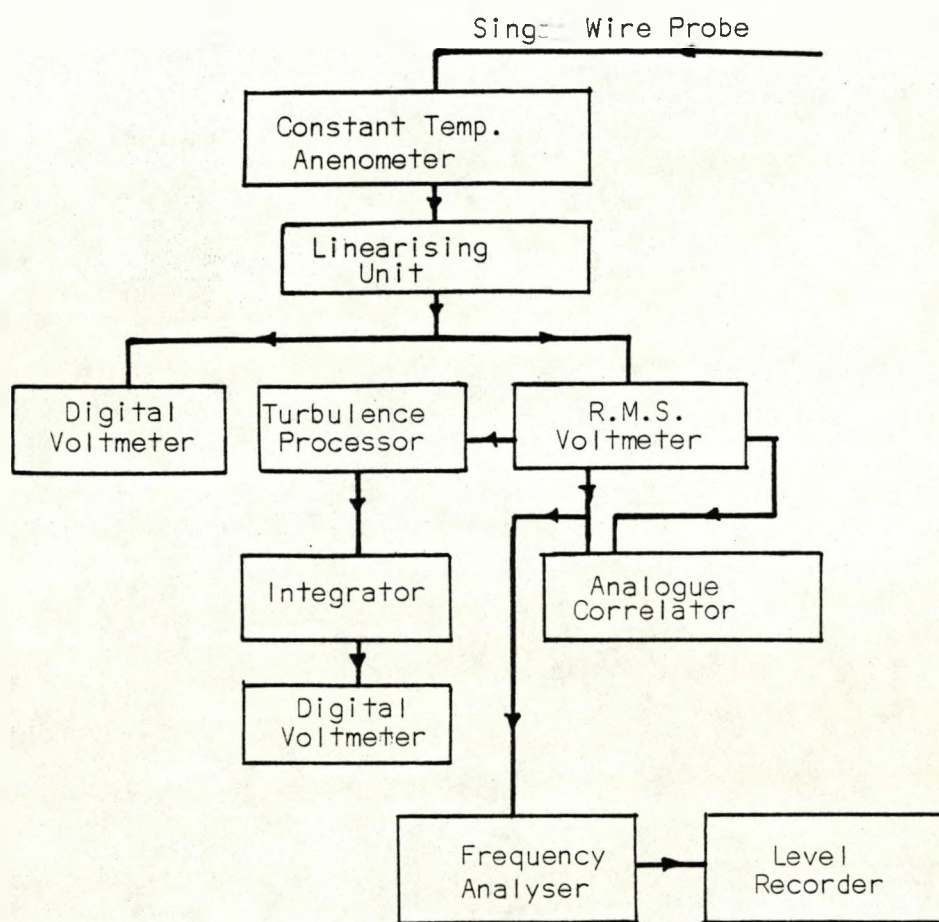 Wire Probe
Constant Temp.
Anenometer
Linearising
Unit
Digital
Voltmeter
Turbulence
Processor
R.M.S.
Voltmeter
Integrator
Analogue
Correlator
Digital
Voltmeter
Frequency
Analyser
Level
Recorder